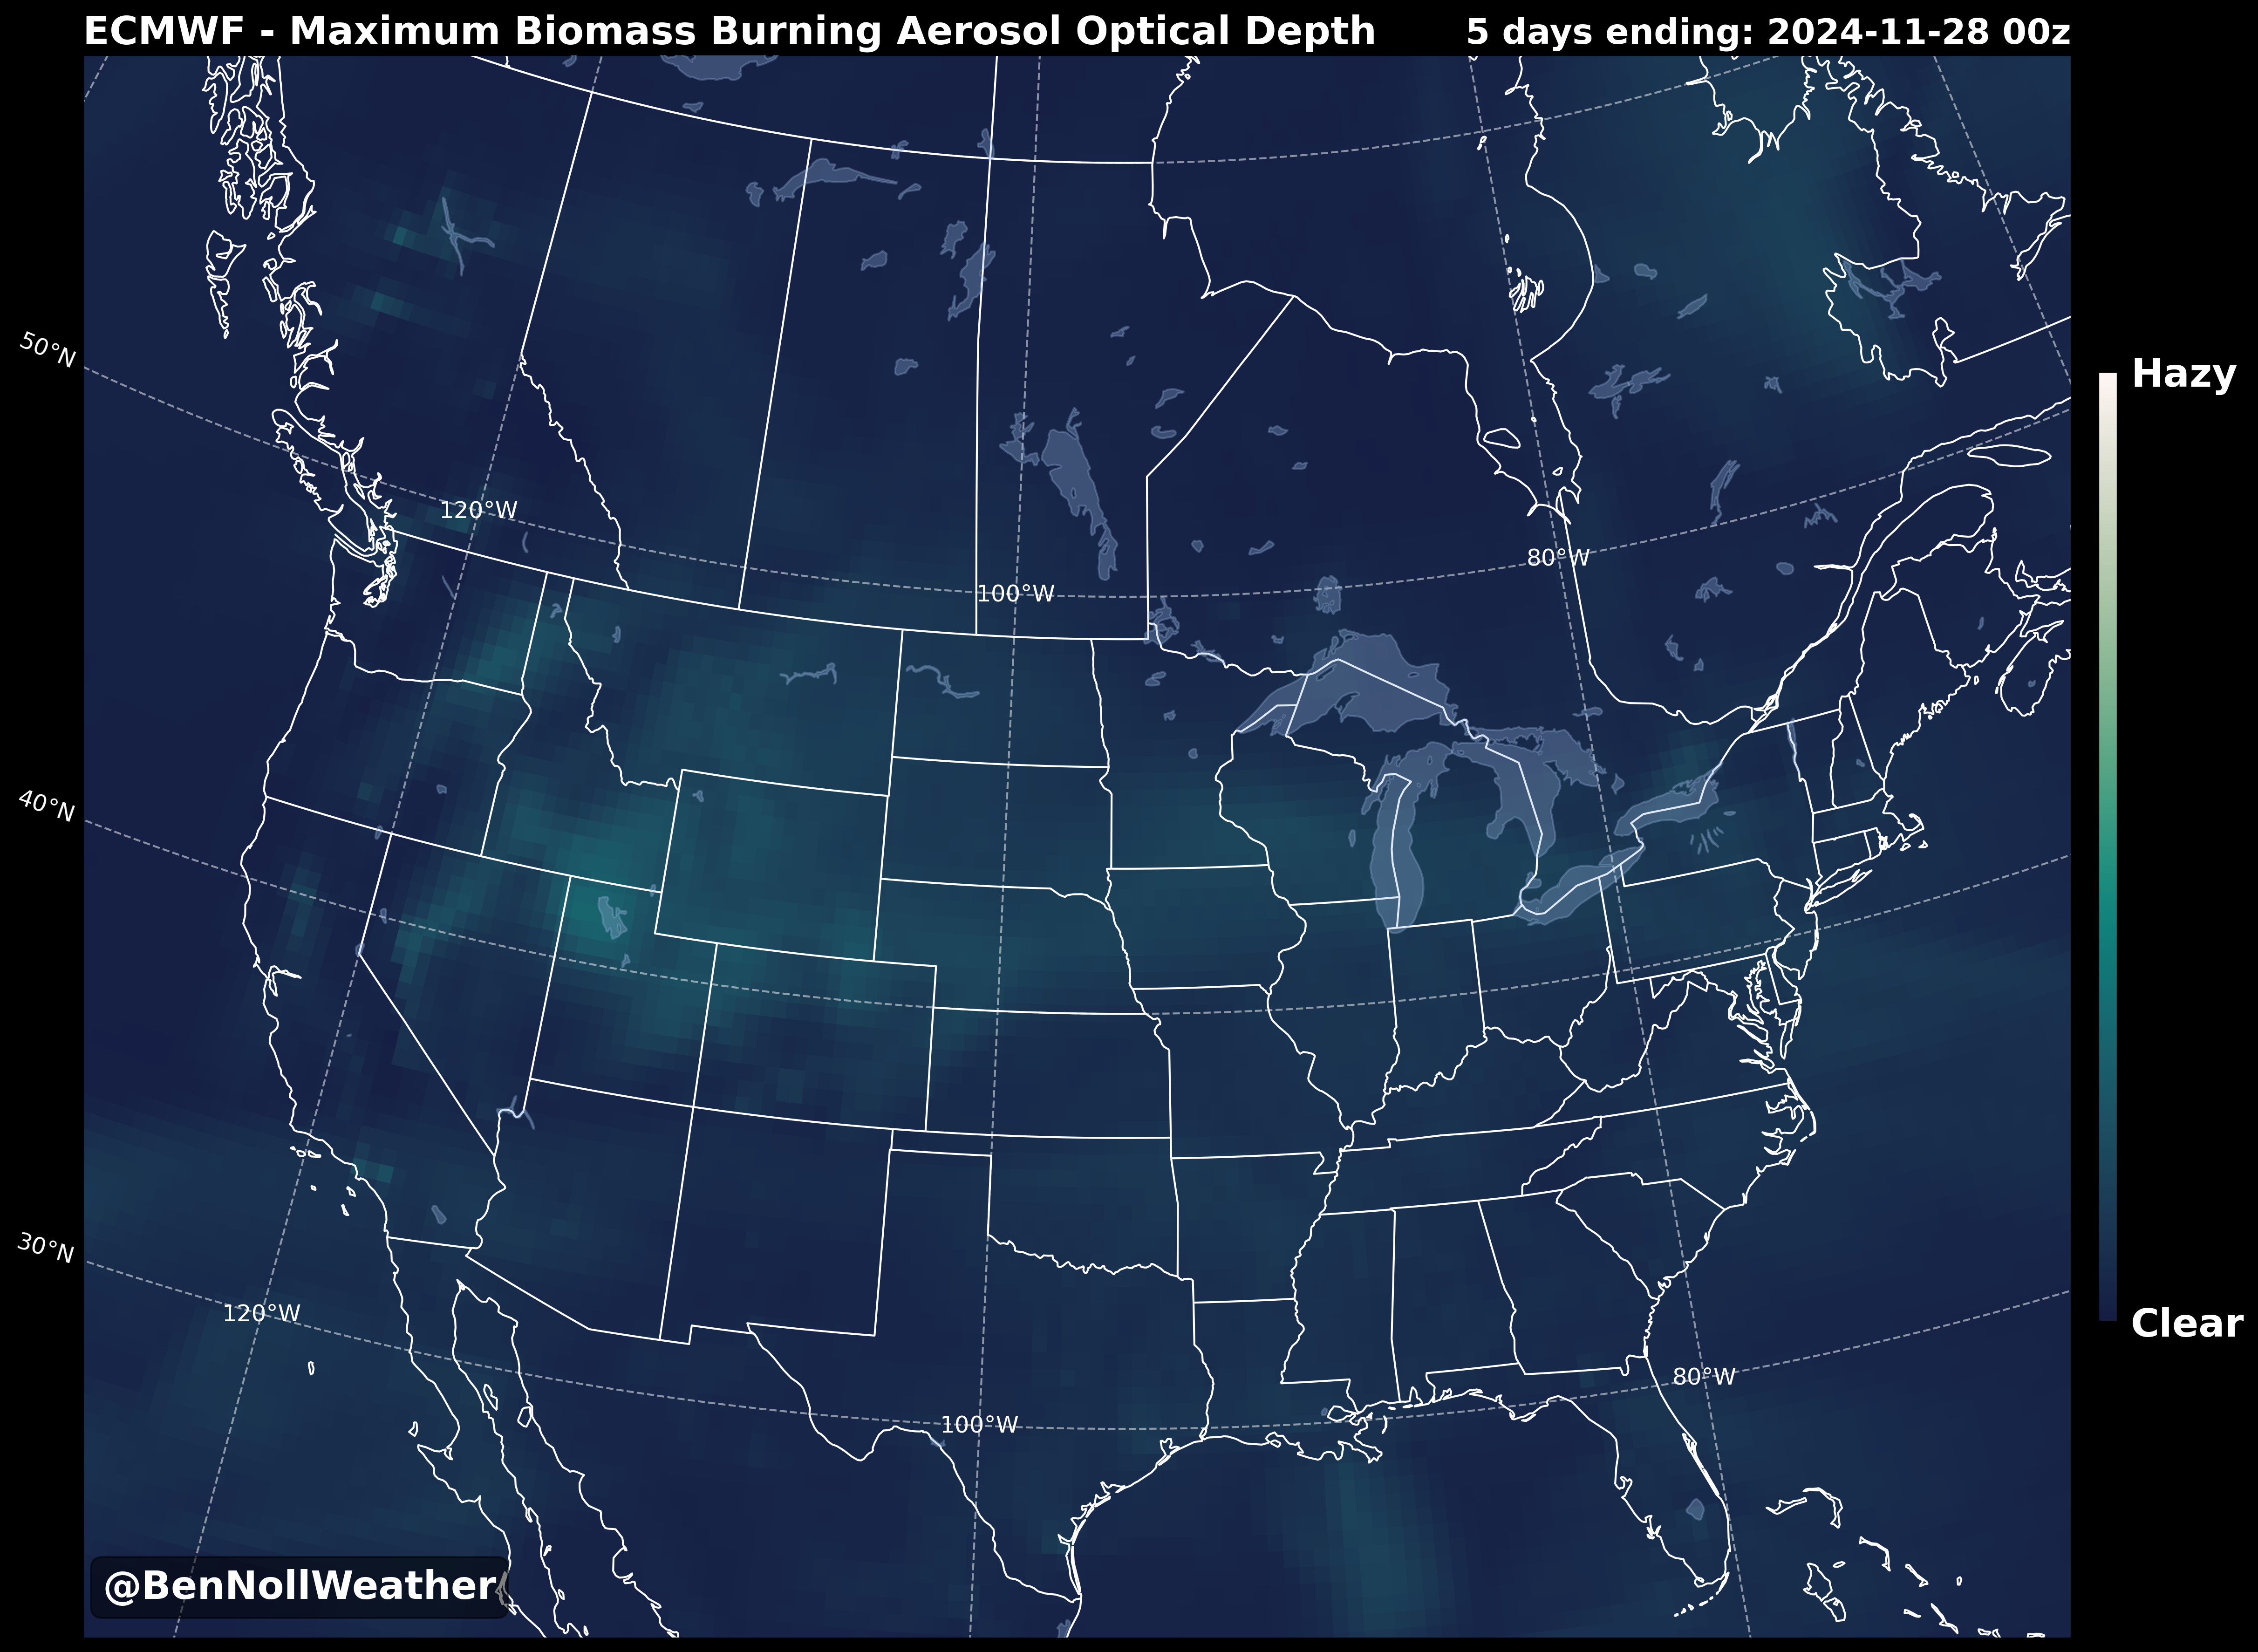 ECMWF - Maximum Biomass Burning Aerosol Optical Depth
5 days ending: 2024-11-28 00z
50°N
Hazy
120°W
80°W
100°W
40°N
30°N
120°W
Clear
80°W
100°W
@BenNollWeather